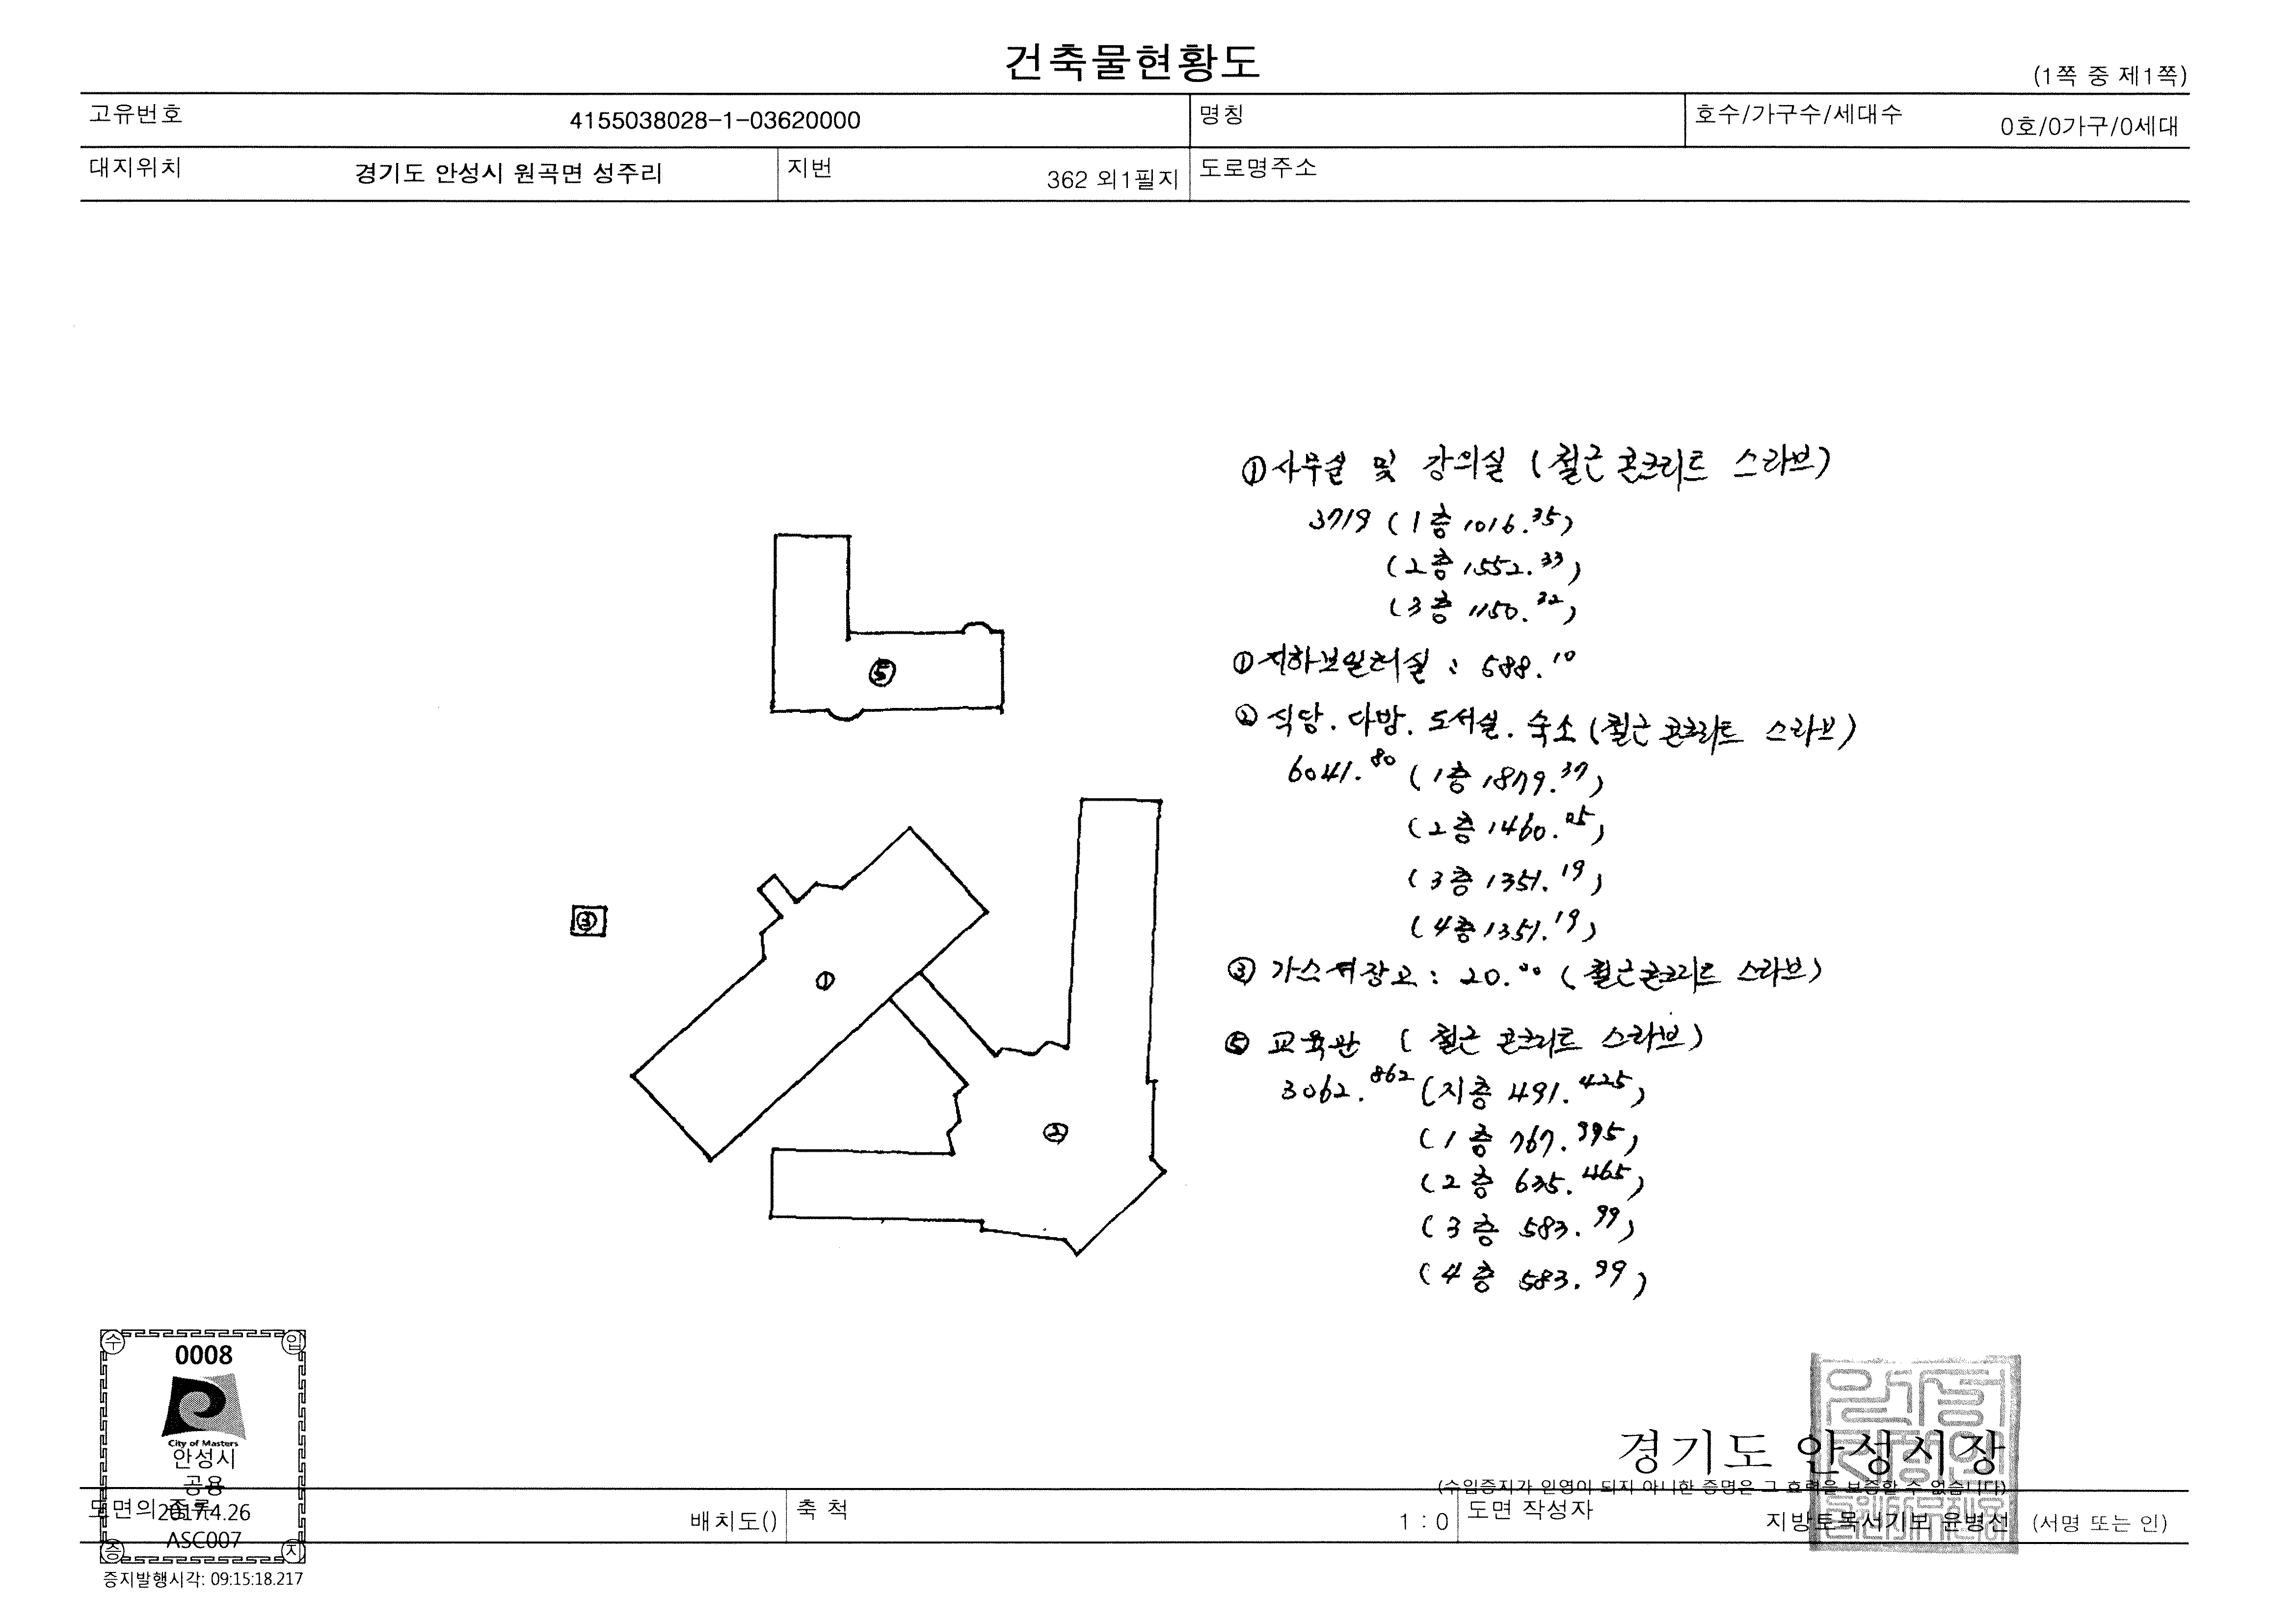 건축물현황도
(1쪽 중 제1쪽)
고유번호 4155038028-1-03620000 명칭 호수/가구수/세대수 0호/0가구/0세대
대지위치 경기도 안성시 원곡면 성주리 지번 362 외1필지 도로명주소
① 사무실 및 강의실 (철근 콘크리트 스라브)
3719 (1층 1016.35)
(2층 1552.33)
(3층 1150.32)
① 지하보일러실 : 588.10
② 식당. 다방. 도서실. 숙소 (철근 콘크리트 스라브)
6041.80 (1층 1879.37)
(2층 1460.05)
(3층 1351.19)
(4층 1351.19)
③ 가스저장고 : 20.00 (철근콘크리트 스라브)
⑤ 교육관 (철근 콘크리트 스라브)
3062.862 (지층 491.425)
(1층 767.995)
(2층 635.465)
(3층 583.99)
(4층 583.99)
⑤
③
①
②
수 입
0008
City of Masters
안성시
공용
2017.4.26
ASC007
증 지
증지발행시각: 09:15:18.217
경기도 안성시장
(수입증지가 인영이 되지 아니한 증명은 그 효력을 보증할 수 없습니다)
도면의 종류 배치도() 축 척 1 : 0 도면 작성자 지방토목서기보 윤병선 (서명 또는 인)